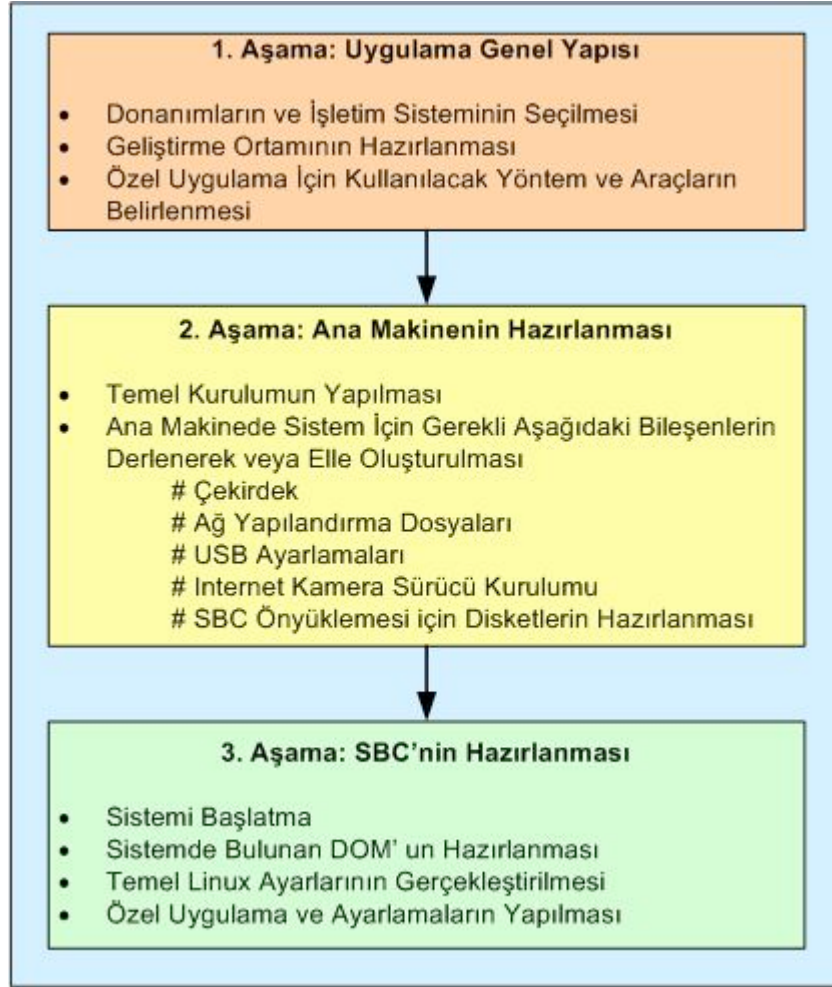 1. Aşama: Uygulama Genel Yapısı
• Donanımların ve İşletim Sisteminin Seçilmesi
• Geliştirme Ortamının Hazırlanması
• Özel Uygulama İçin Kullanılacak Yöntem ve Araçların
Belirlenmesi
2. Aşama: Ana Makinenin Hazırlanması
• Temel Kurulumun Yapılması
• Ana Makinede Sistem İçin Gerekli Aşağıdaki Bileşenlerin
Derlenerek veya Elle Oluşturulması
# Çekirdek
# Ağ Yapılandırma Dosyaları
# USB Ayarlamaları
# Internet Kamera Sürücü Kurulumu
# SBC Önyüklemesi için Disketlerin Hazırlanması
3. Aşama: SBC’nin Hazırlanması
• Sistemi Başlatma
• Sistemde Bulunan DOM’ un Hazırlanması
• Temel Linux Ayarlarının Gerçekleştirilmesi
• Özel Uygulama ve Ayarlamaların Yapılması